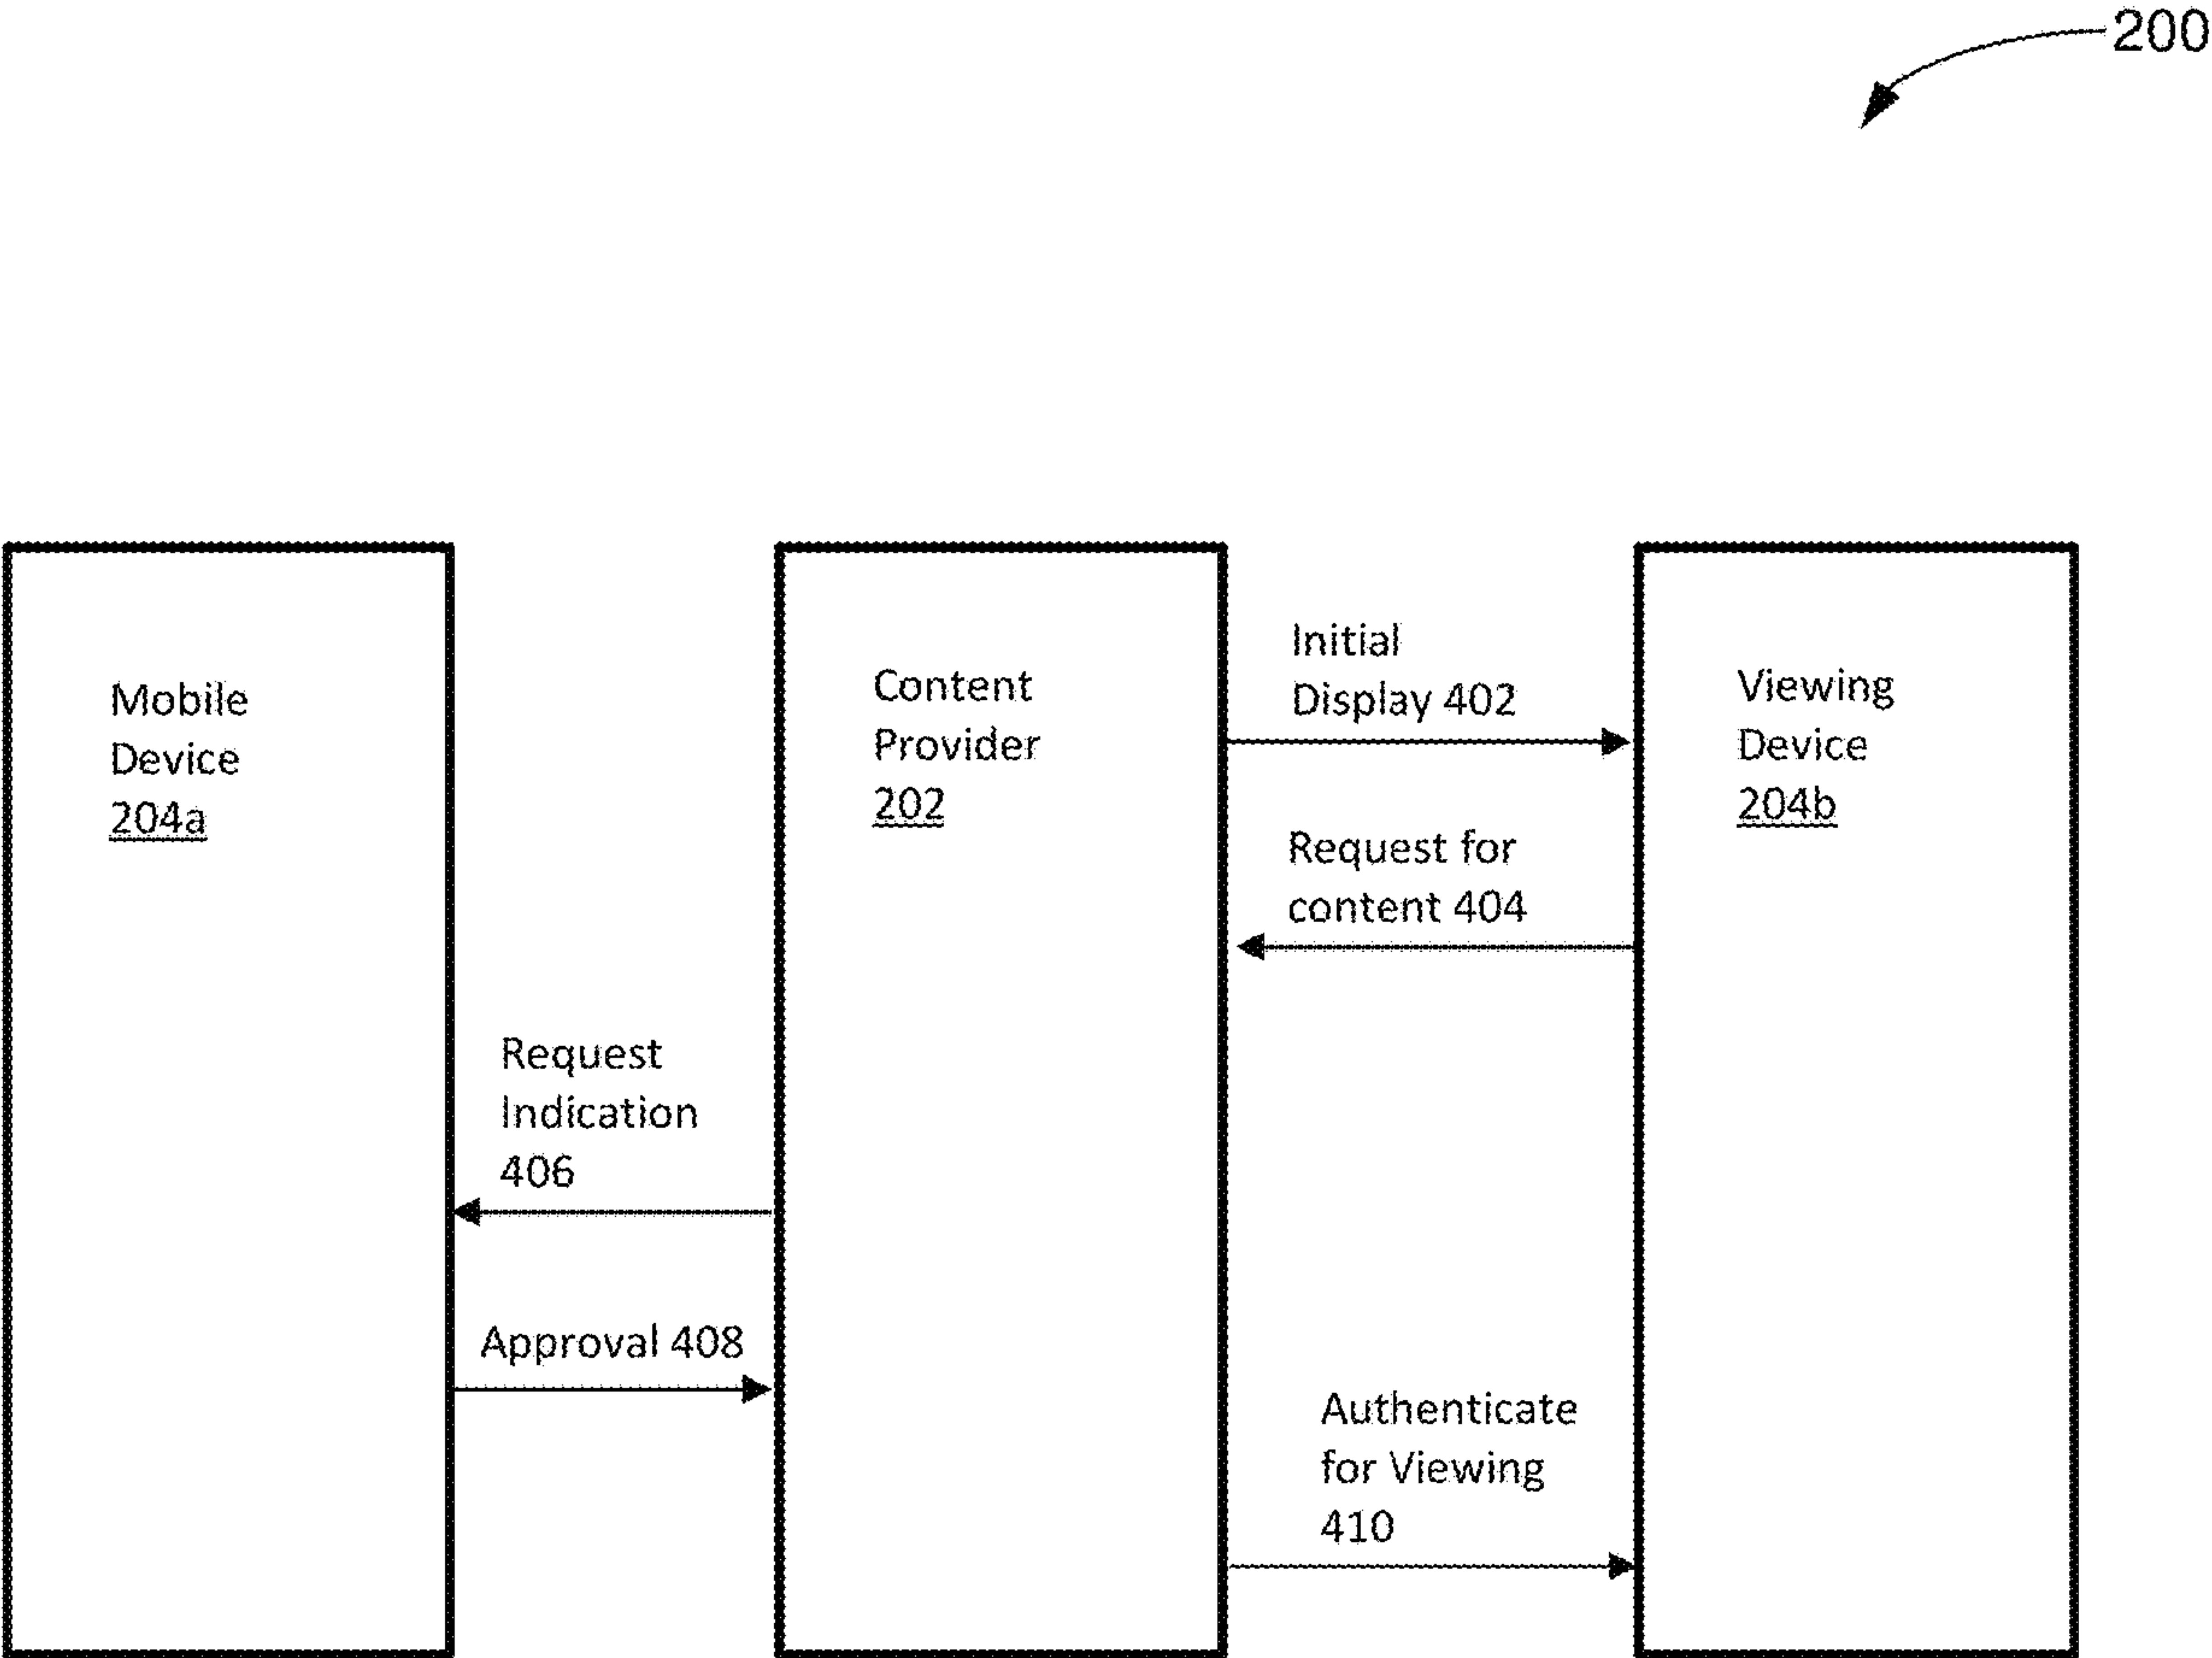 200
Mobile
Device
204a
Content
Provider
202
Initial
Display 402
Viewing
Device
204b
Request for
content 404
Request
Indication
406
Approval 408
Authenticate
for Viewing
410